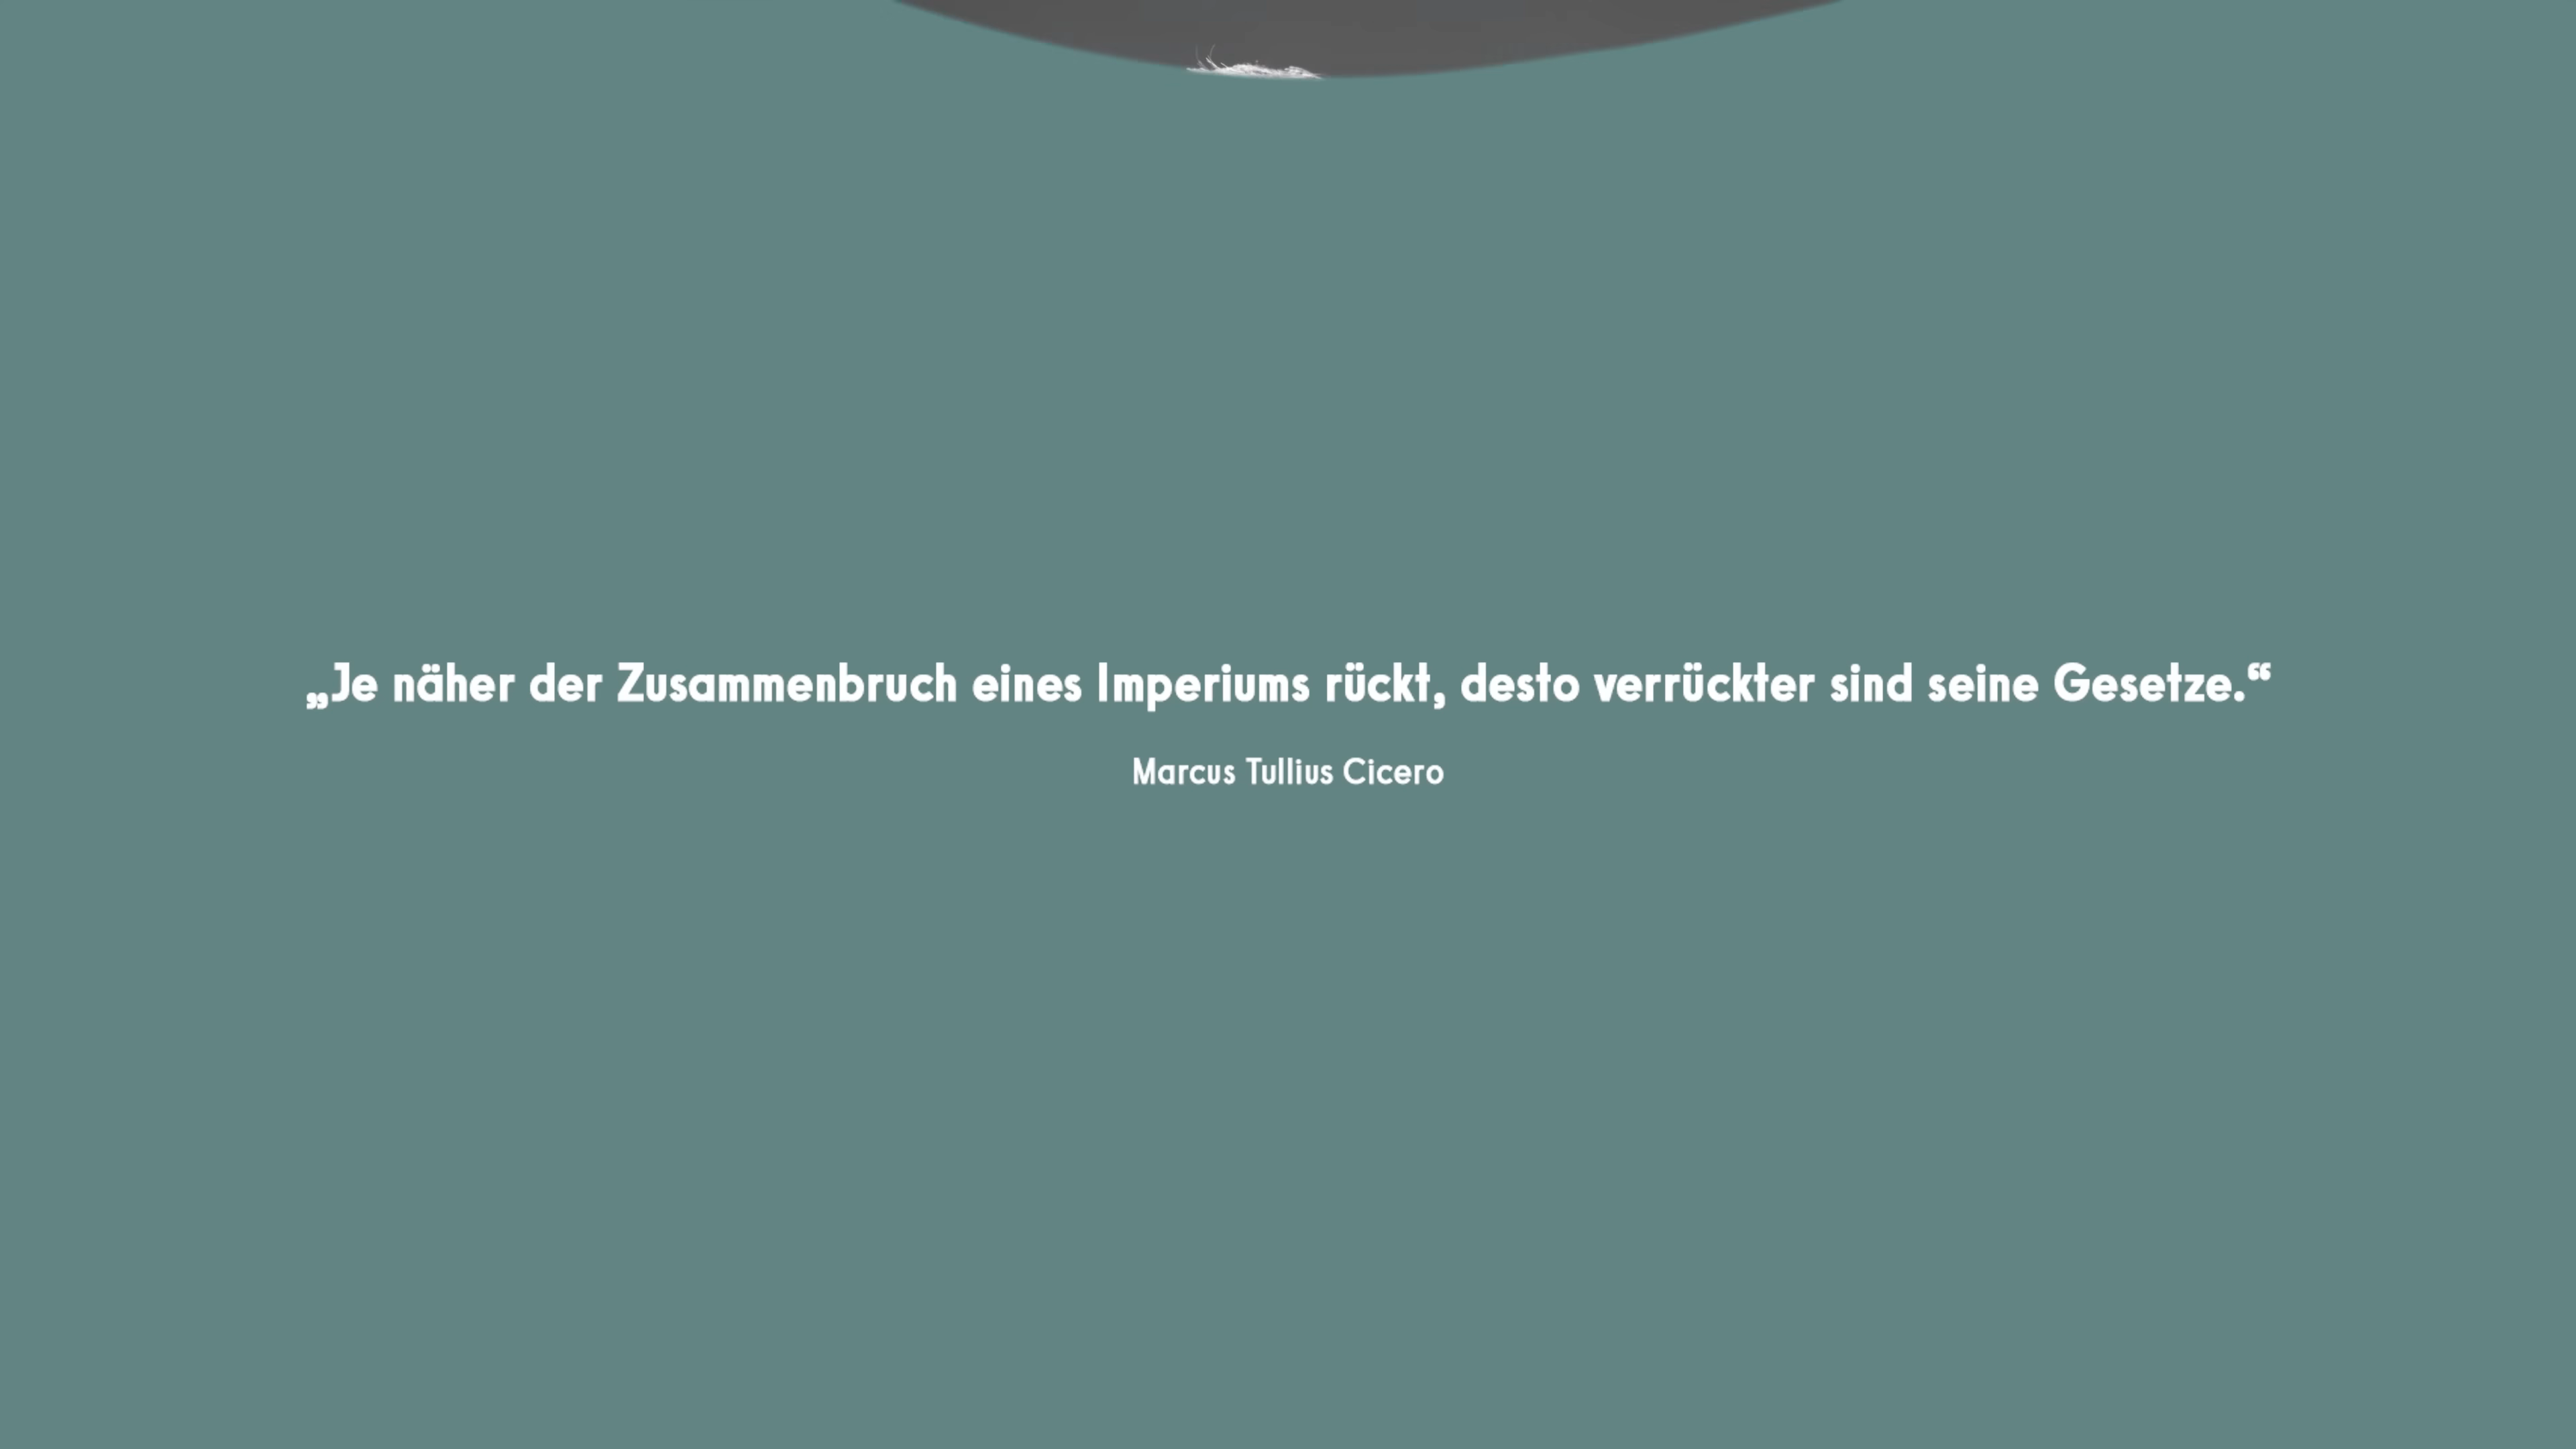 „Je näher der Zusammenbruch eines Imperiums rückt, desto verrückter sind seine Gesetze.“
Marcus Tullius Cicero